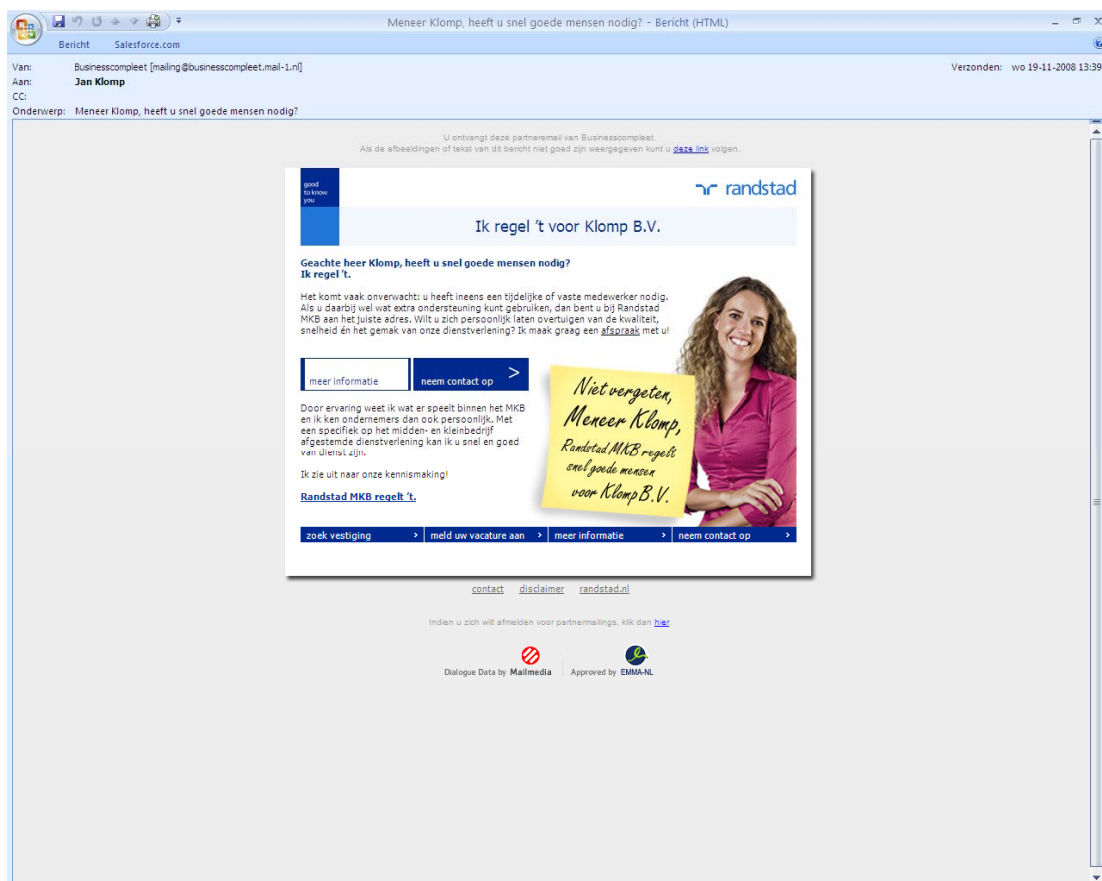 Meneer Klomp, heeft u snel goede mensen nodig? - Bericht (HTML)
Bericht Salesforce.com
Van: Businesscompleet [mailing@businesscompleet.mail-1.nl] Verzonden: wo 19-11-2008 13:39
Aan: Jan Klomp
CC:
Onderwerp: Meneer Klomp, heeft u snel goede mensen nodig?
U ontvangt deze partneremail van Businesscompleet.
Als de afbeeldingen of tekst van dit bericht niet goed zijn weergegeven kunt u deze link volgen.
good
to know
you
randstad
Ik regel 't voor Klomp B.V.
Geachte heer Klomp, heeft u snel goede mensen nodig?
Ik regel 't.
Het komt vaak onverwacht: u heeft ineens een tijdelijke of vaste medewerker nodig.
Als u daarbij wel wat extra ondersteuning kunt gebruiken, dan bent u bij Randstad
MKB aan het juiste adres. Wilt u zich persoonlijk laten overtuigen van de kwaliteit,
snelheid én het gemak van onze dienstverlening? Ik maak graag een afspraak met u!
meer informatie neem contact op >
Door ervaring weet ik wat er speelt binnen het MKB
en ik ken ondernemers dan ook persoonlijk. Met
een specifiek op het midden- en kleinbedrijf
afgestemde dienstverlening kan ik u snel en goed
van dienst zijn.
Ik zie uit naar onze kennismaking!
Randstad MKB regelt 't.
Niet vergeten,
Meneer Klomp,
Randstad MKB regelt
snel goede mensen
voor Klomp B.V.
zoek vestiging > meld uw vacature aan > meer informatie > neem contact op >
contact disclaimer randstad.nl
Indien u zich wilt afmelden voor partnermailings, klik dan hier.
Dialogue Data by Mailmedia Approved by EMMA-NL